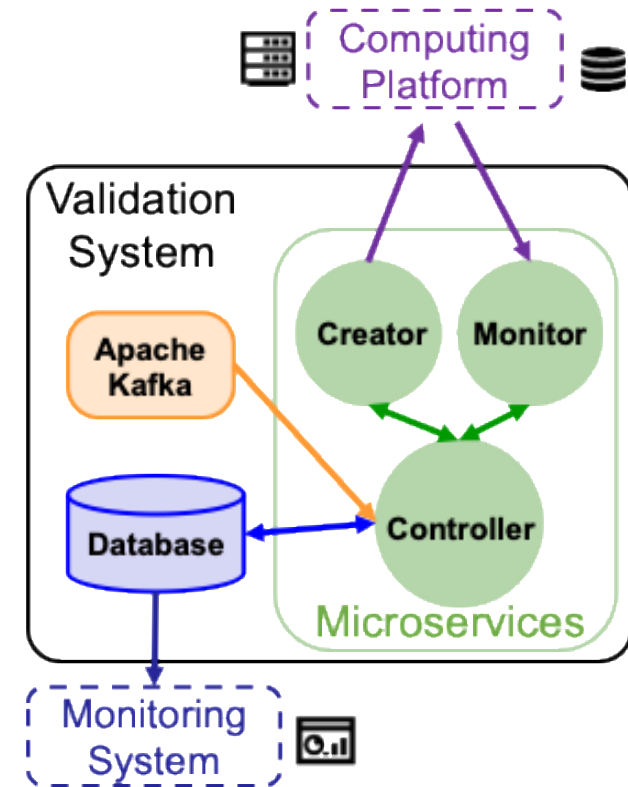 Computing
Platform
Validation
System
Creator
Monitor
Apache
Kafka
Database
Controller
Microservices
Monitoring
System